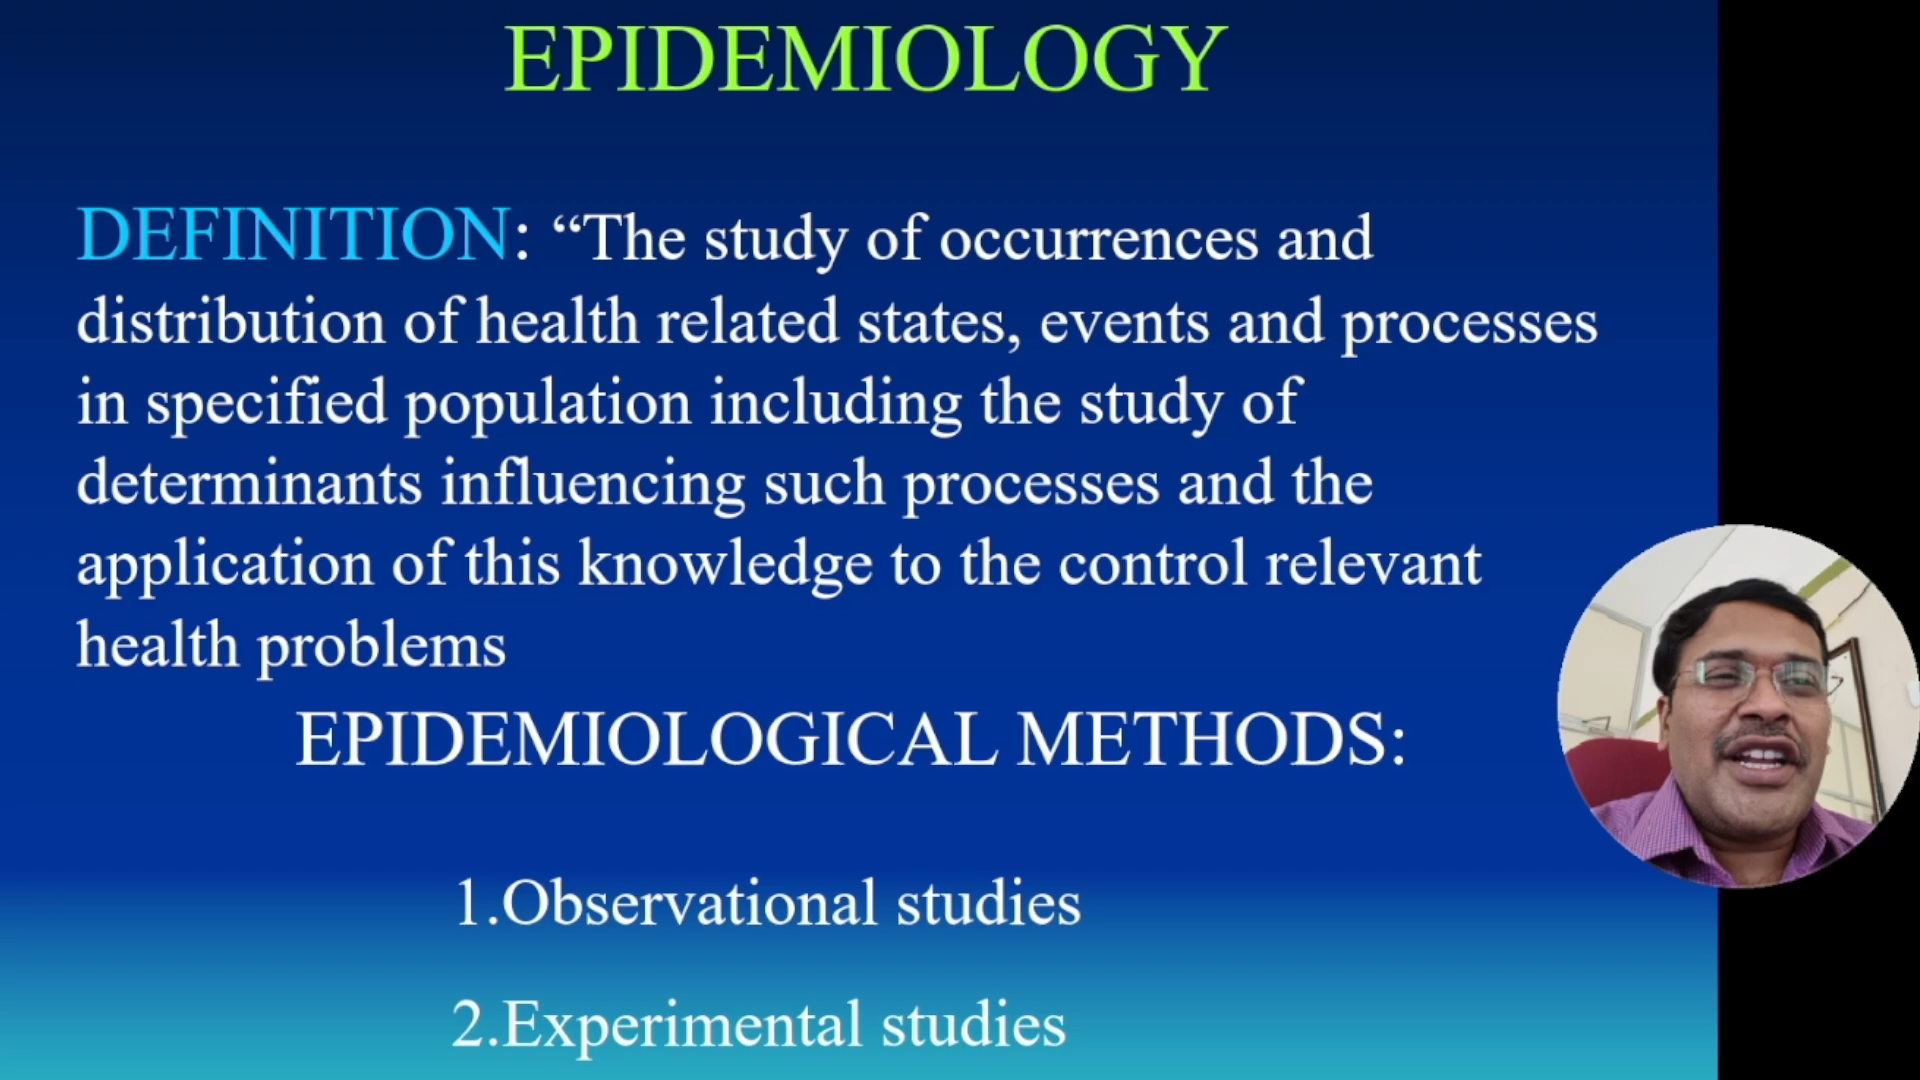 EPIDEMIOLOGY
DEFINITION: “The study of occurrences and
distribution of health related states, events and processes
in specified population including the study of
determinants influencing such processes and the
application of this knowledge to the control relevant
health problems
EPIDEMIOLOGICAL METHODS:
1.Observational studies
2.Experimental studies